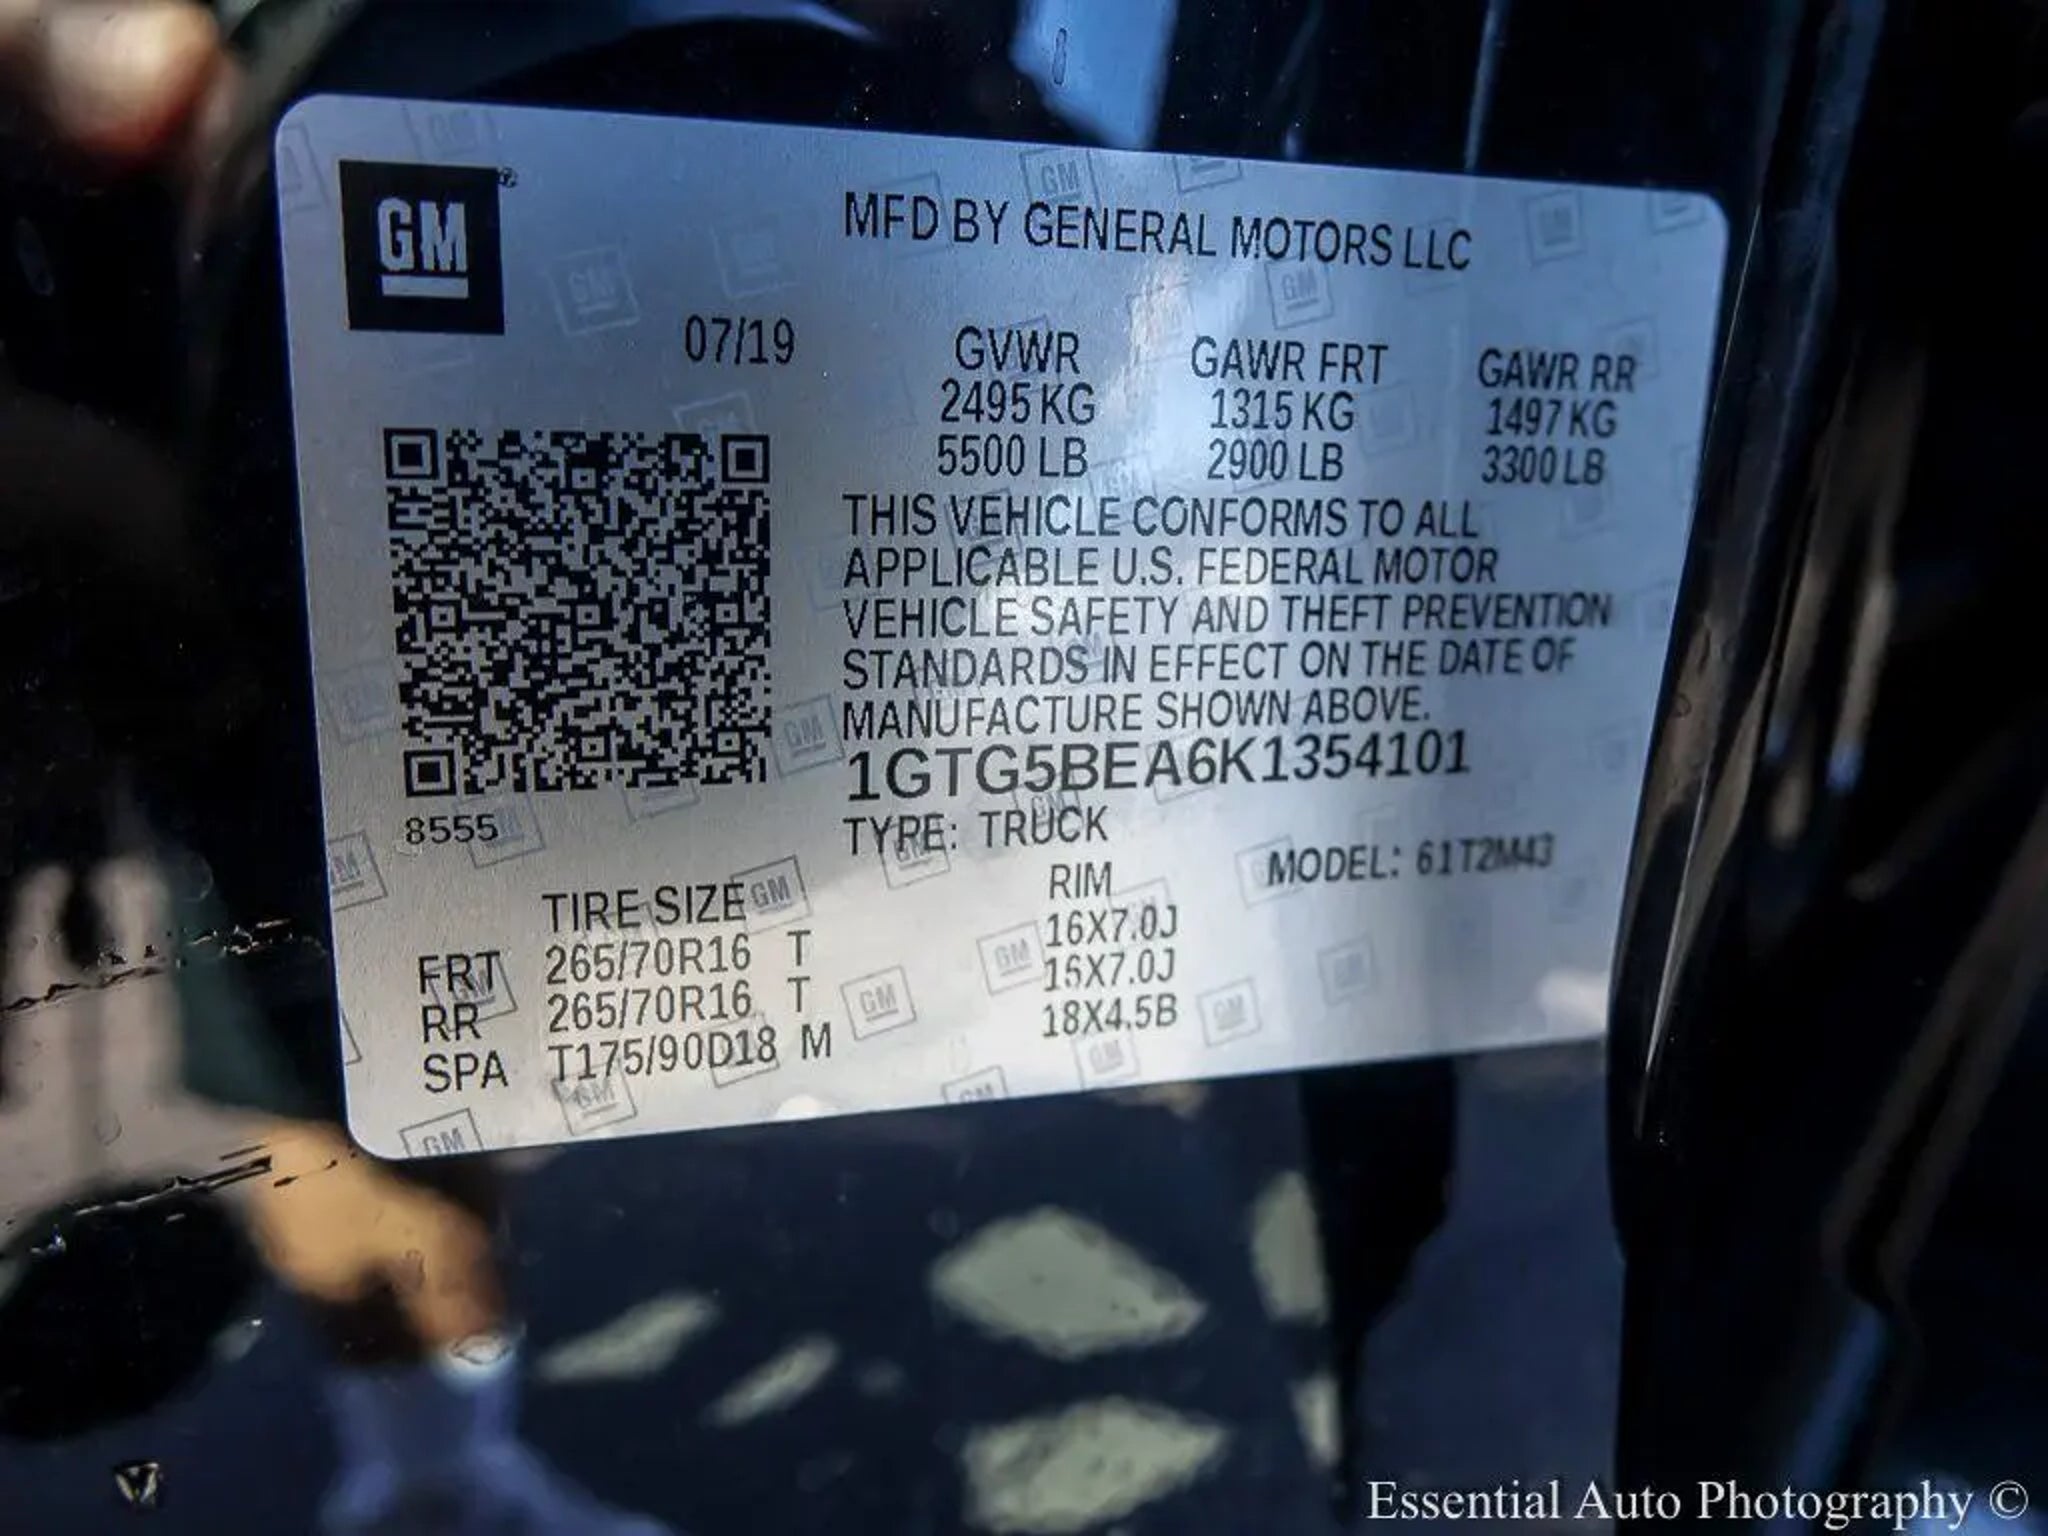 GM®
MFD BY GENERAL MOTORS LLC
07/19
GVWR GAWR FRT GAWR RR
2495 KG 1315 KG 1497 KG
5500 LB 2900 LB 3300 LB
THIS VEHICLE CONFORMS TO ALL
APPLICABLE U.S. FEDERAL MOTOR
VEHICLE SAFETY AND THEFT PREVENTION
STANDARDS IN EFFECT ON THE DATE OF
MANUFACTURE SHOWN ABOVE.
1GTG5BEA6K1354101
8555
TYPE: TRUCK
MODEL: 61T2M43
TIRE SIZE RIM
FRT 265/70R16 T 16X7.0J
RR 265/70R16 T 16X7.0J
SPA T175/90D18 M 18X4.5B
Essential Auto Photography ©